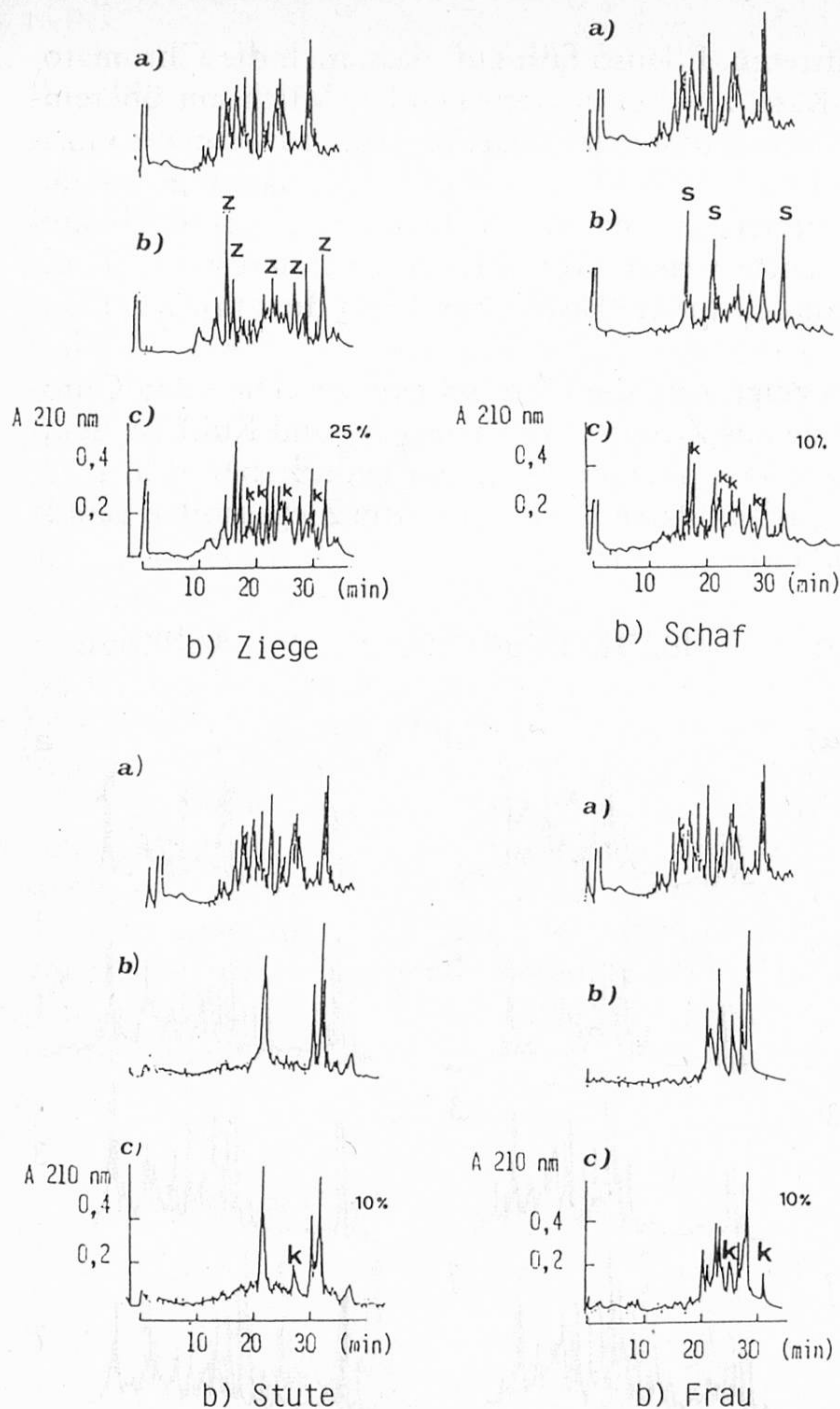 a)
b)
z
z
z
z
z
A 210 nm
c)
25%
0,4
0,2
k
k
k
k
10
20
30
(min)
b) Ziege
a)
b)
S
S
S
A 210 nm
c)
10%
0,4
0,2
k
k
k
k
10
20
30
(min)
b) Schaf
a)
b)
c)
A 210 nm
10%
0,4
0,2
k
10
20
30
(min)
b) Stute
a)
b)
A 210 nm
c)
10%
0,4
0,2
k
k
10
20
30
(min)
b) Frau